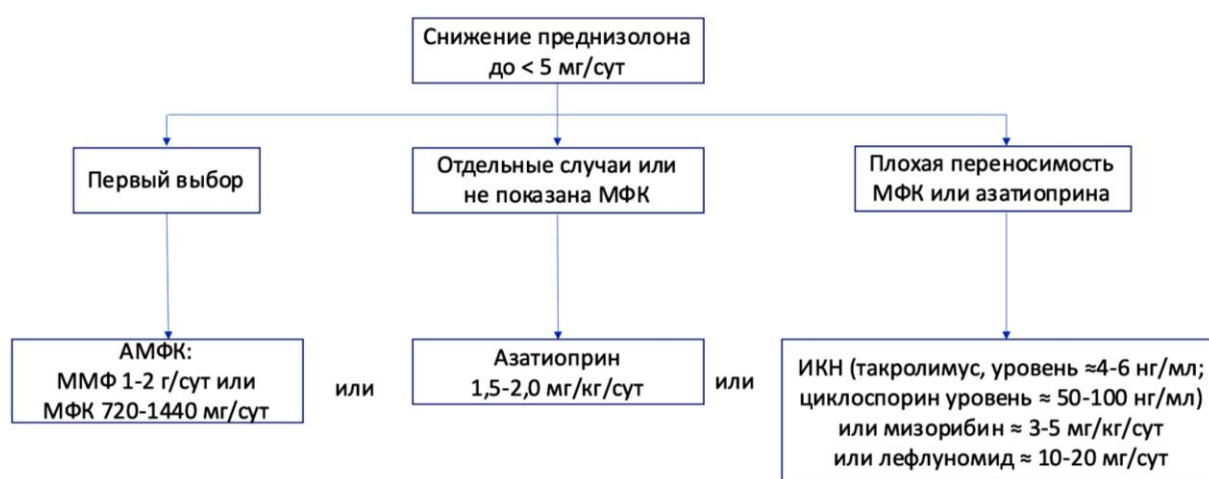 Снижение преднизолона
до < 5 мг/сут
Первый выбор
Отдельные случаи или
не показана МФК
Плохая переносимость
МФК или азатиоприна
АМФК:
ММФ 1-2 г/сут или
МФК 720-1440 мг/сут
или
Азатиоприн
1,5-2,0 мг/кг/сут
или
ИКН (такролимус, уровень ≈4-6 нг/мл;
циклоспорин уровень ≈ 50-100 нг/мл)
или мизорибин ≈ 3-5 мг/кг/сут
или лефлуномид ≈ 10-20 мг/сут